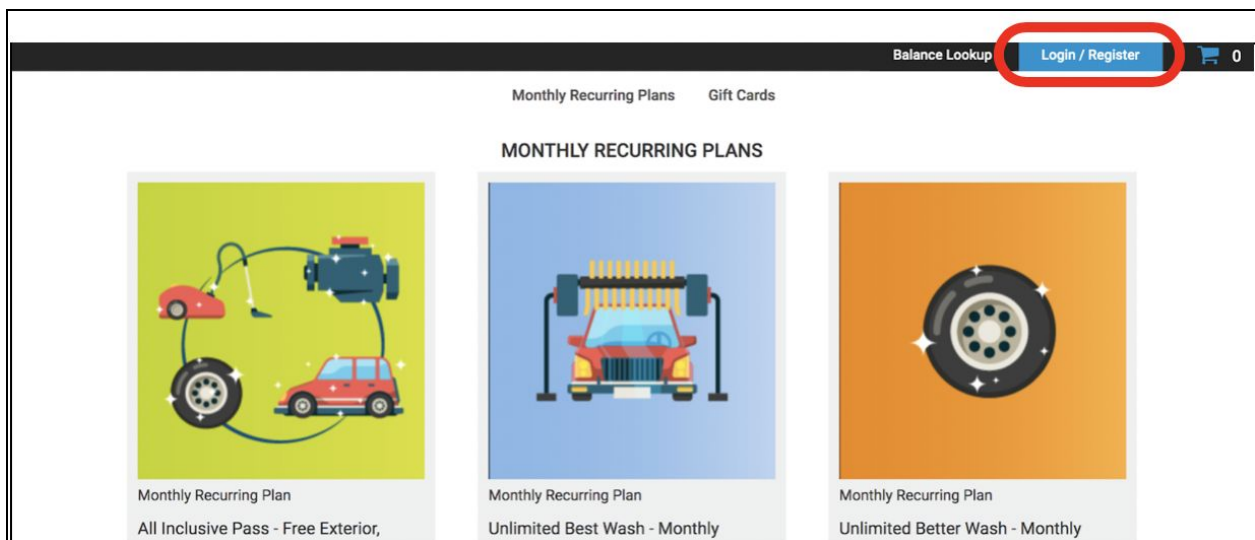 Balance Lookup Login / Register 0
Monthly Recurring Plans Gift Cards
MONTHLY RECURRING PLANS
Monthly Recurring Plan
All Inclusive Pass - Free Exterior,
Monthly Recurring Plan
Unlimited Best Wash - Monthly
Monthly Recurring Plan
Unlimited Better Wash - Monthly